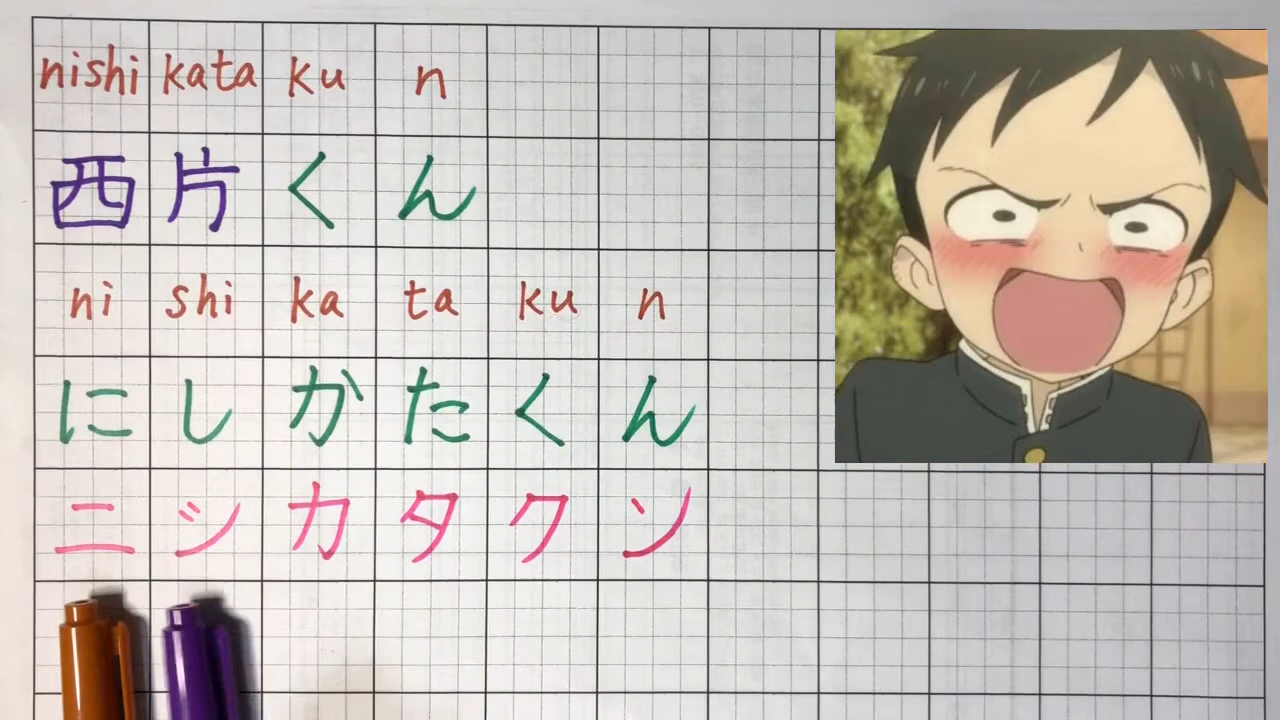 nishi kata ku n
西片くん
ni shi ka ta ku n
にしかたくん
ニシカタクン